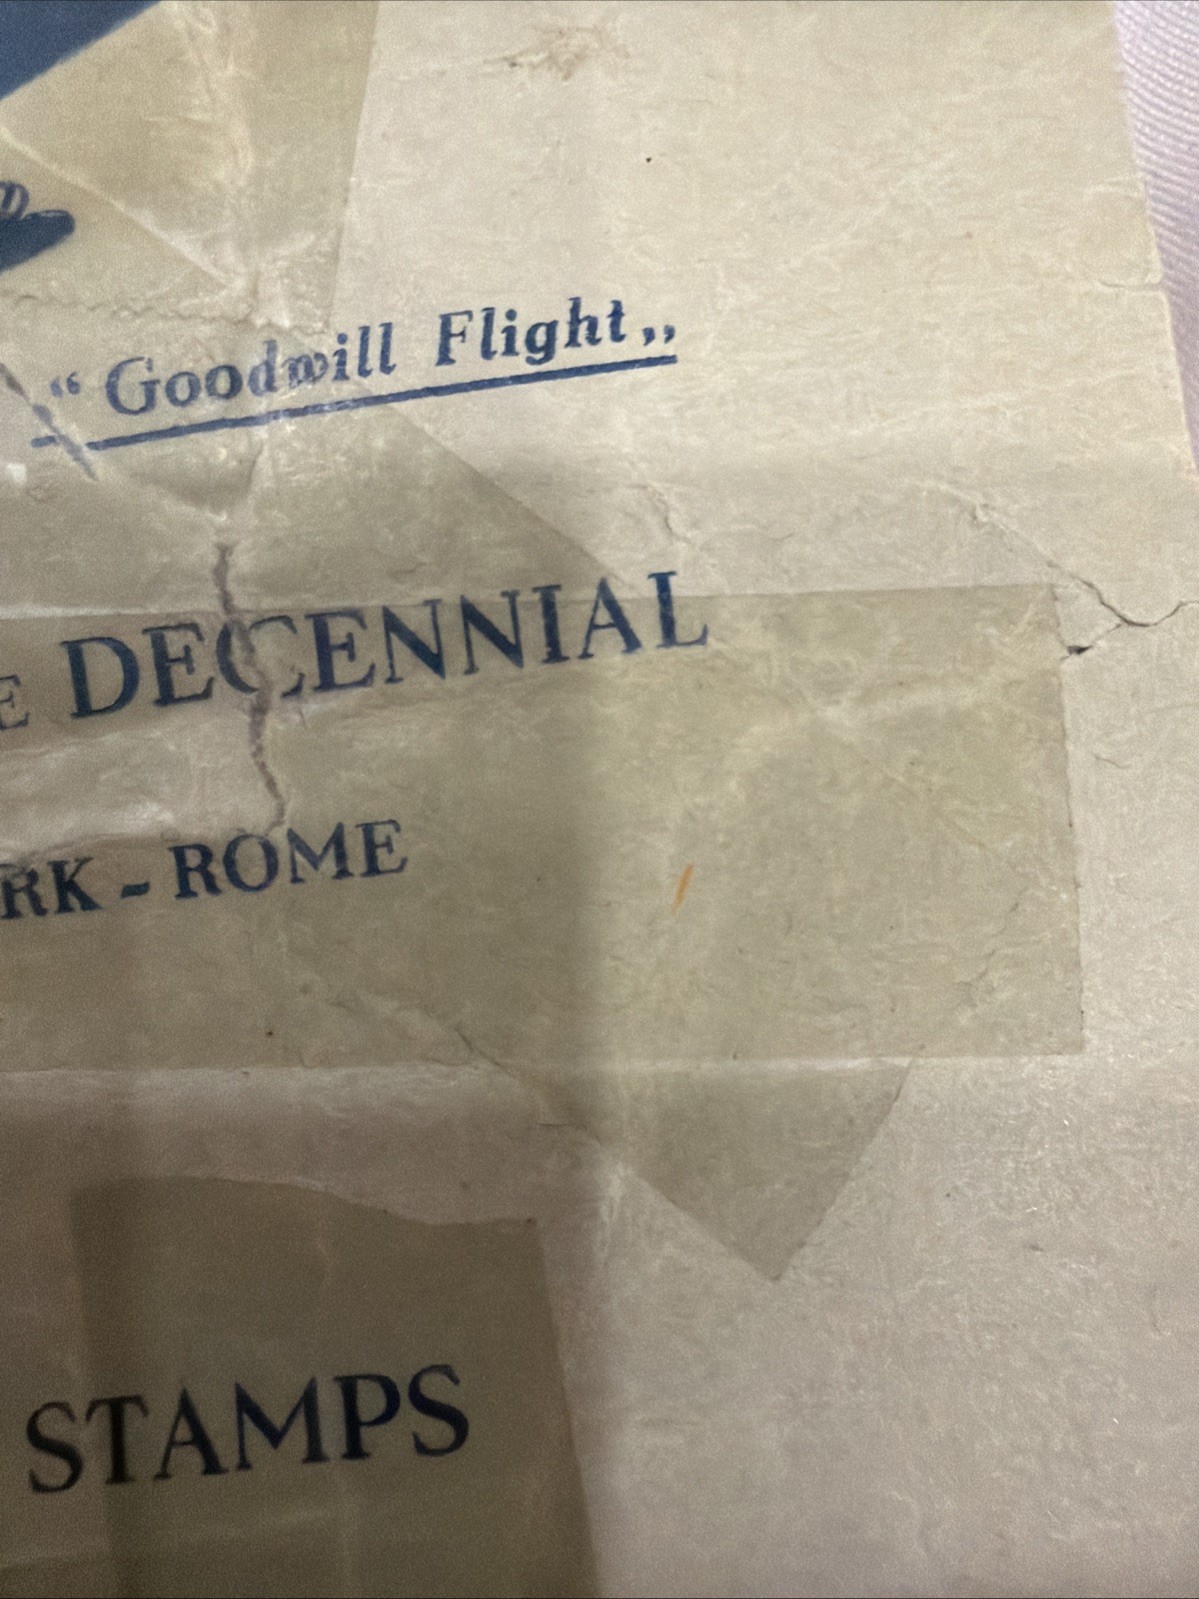 “Goodwill Flight„
E DECENNIAL
RK - ROME
STAMPS